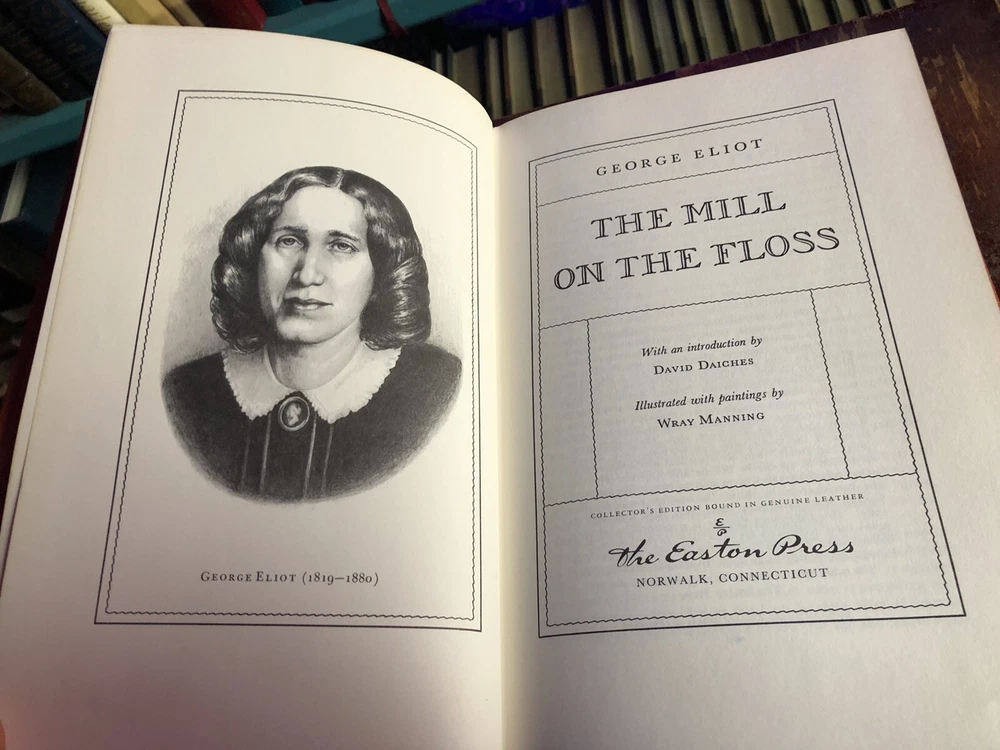 GEORGE ELIOT (1819–1880)
GEORGE ELIOT
THE MILL
ON THE FLOSS
With an introduction by
DAVID DAICHES
Illustrated with paintings by
WRAY MANNING
COLLECTOR'S EDITION BOUND IN GENUINE LEATHER
E
P
The Easton Press
NORWALK, CONNECTICUT